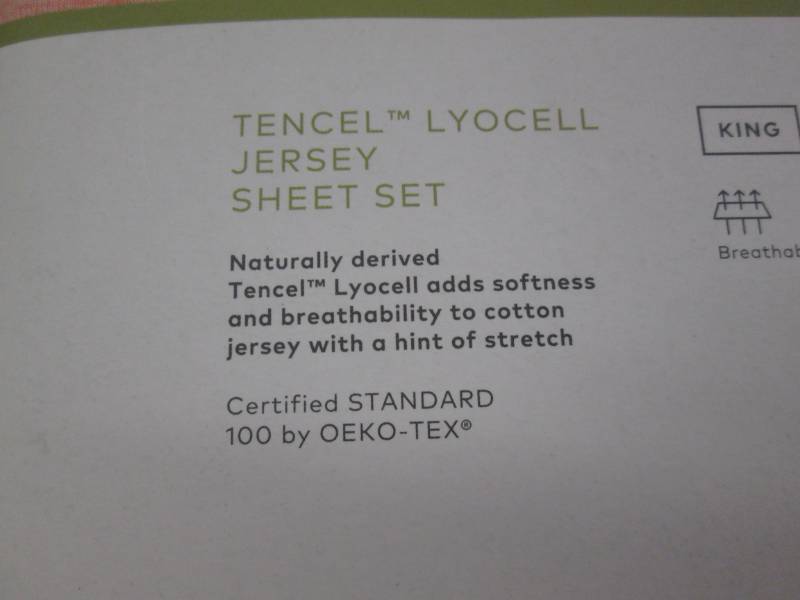 TENCEL™ LYOCELL
JERSEY
SHEET SET
KING
Naturally derived
Tencel™ Lyocell adds softness
and breathability to cotton
jersey with a hint of stretch
Certified STANDARD
100 by OEKO-TEX®